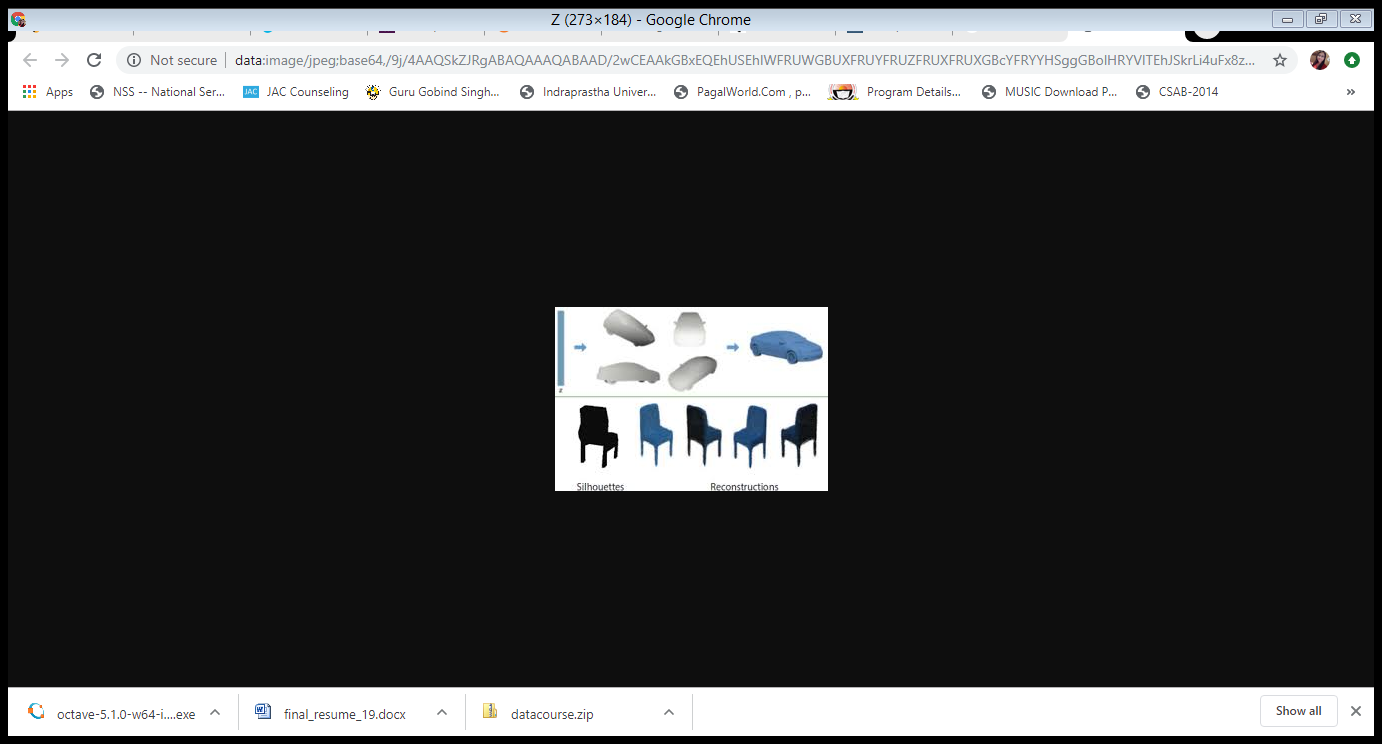 Z (273×184) - Google Chrome
Not secure
data:image/jpeg;base64,/9j/4AAQSkZJRgABAQAAAQABAAD/2wCEAAkGBxEQEhUSEhIWFRUWGBUXFRUYFRUZFRUXFRUXGBcYFRYYHSggGBolHRYVITEhJSkrLi4uFx8z...
Apps
NSS -- National Ser...
JAC
JAC Counseling
Guru Gobind Singh...
Indraprastha Univer...
PagalWorld.Com , p...
Program Details...
MUSIC Download P...
CSAB-2014
»
z
Silhouettes
Reconstructions
octave-5.1.0-w64-i....exe
final_resume_19.docx
datacourse.zip
Show all